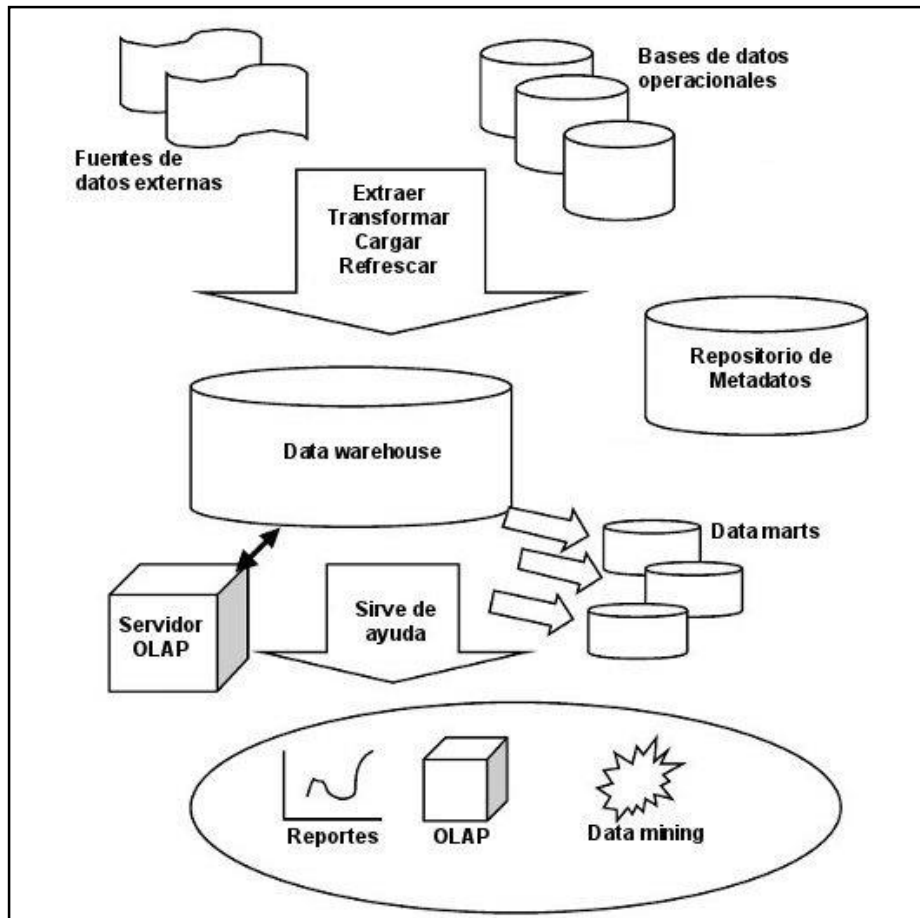 Bases de datos
operacionales
Fuentes de
datos externas
Extraer
Transformar
Cargar
Refrescar
Repositorio de
Metadatos
Data warehouse
Data marts
Servidor
OLAP
Sirve de
ayuda
Reportes
OLAP
Data mining